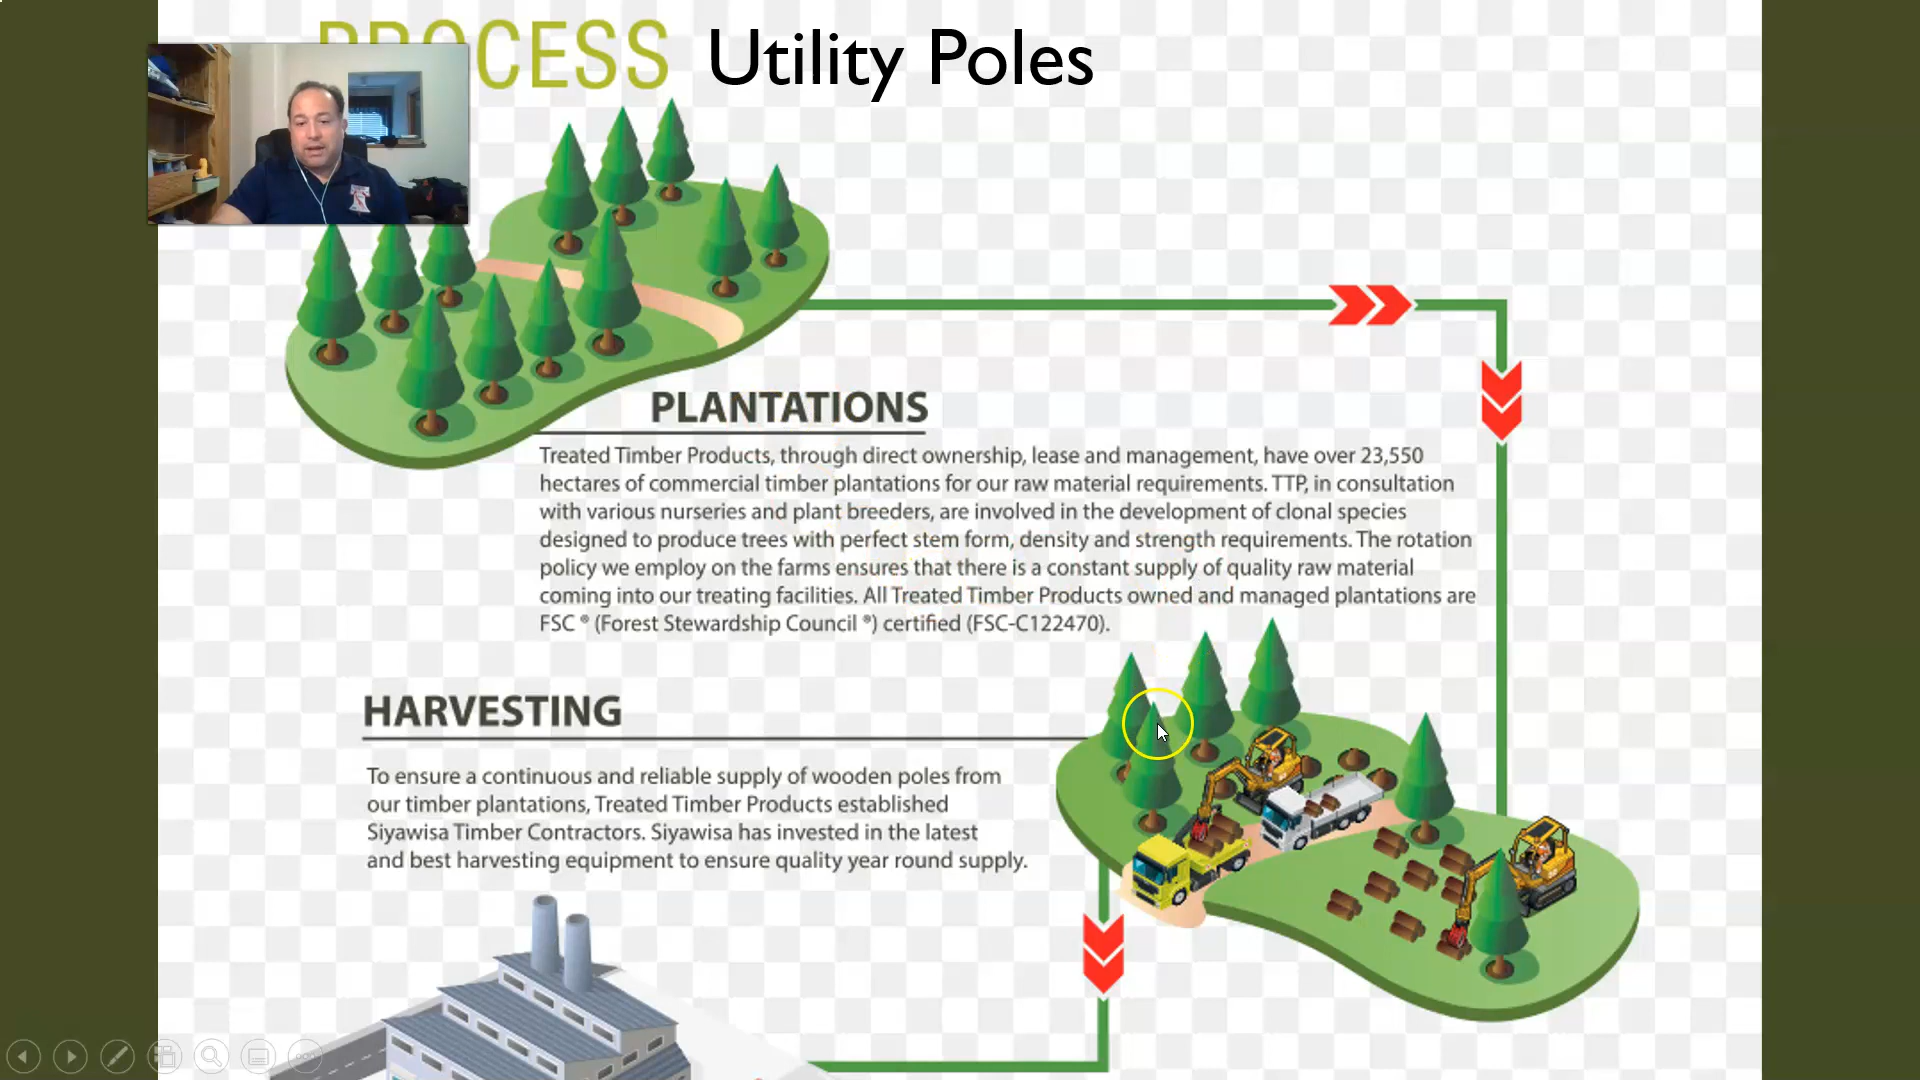 PROCESS Utility Poles
PLANTATIONS
Treated Timber Products, through direct ownership, lease and management, have over 23,550
hectares of commercial timber plantations for our raw material requirements. TTP, in consultation
with various nurseries and plant breeders, are involved in the development of clonal species
designed to produce trees with perfect stem form, density and strength requirements. The rotation
policy we employ on the farms ensures that there is a constant supply of quality raw material
coming into our treating facilities. All Treated Timber Products owned and managed plantations are
FSC ® (Forest Stewardship Council ®) certified (FSC-C122470).
HARVESTING
To ensure a continuous and reliable supply of wooden poles from
our timber plantations, Treated Timber Products established
Siyawisa Timber Contractors. Siyawisa has invested in the latest
and best harvesting equipment to ensure quality year round supply.